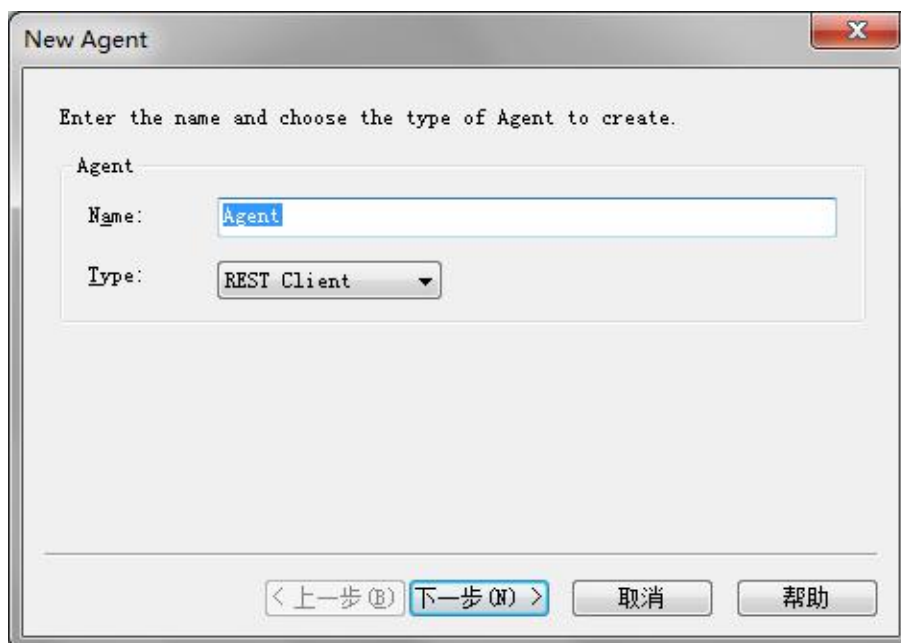 New Agent
Enter the name and choose the type of Agent to create.
Agent
Name: Agent
Type: REST Client
< 上一步(B) 下一步(N) > 取消 帮助